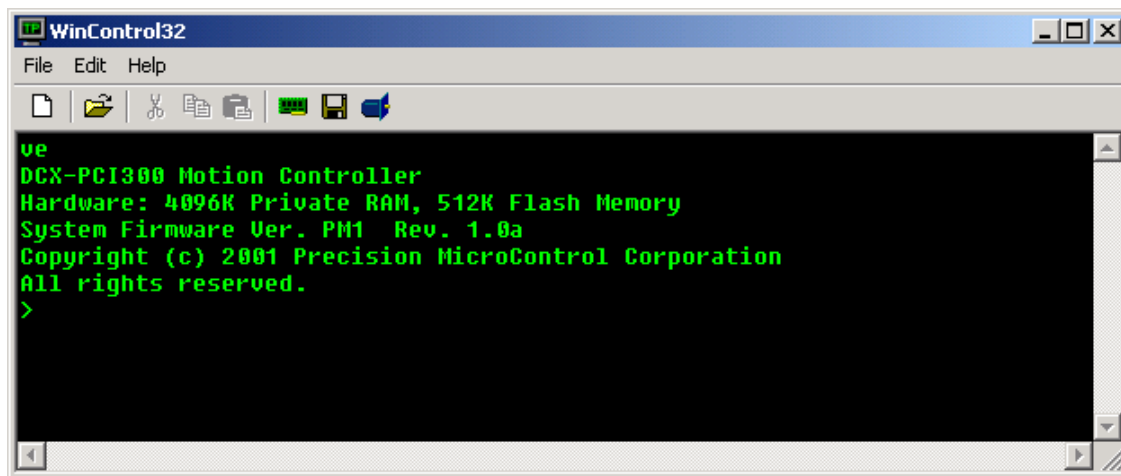 WinControl32
File Edit Help
ve
DCX-PCI300 Motion Controller
Hardware: 4096K Private RAM, 512K Flash Memory
System Firmware Ver. PM1  Rev. 1.0a
Copyright (c) 2001 Precision MicroControl Corporation
All rights reserved.
>